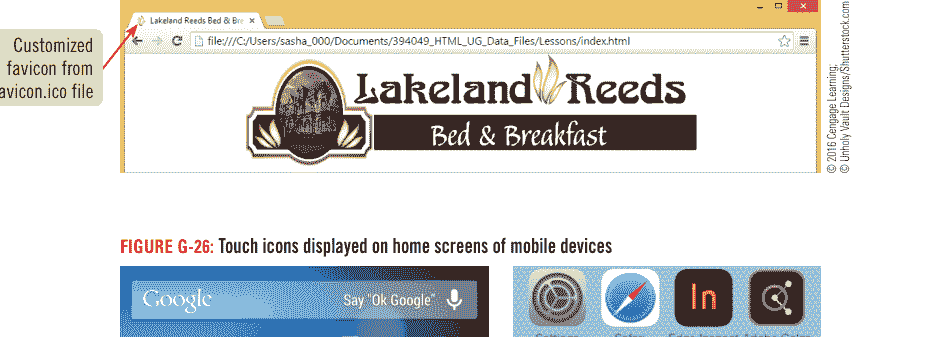 Customized
favicon from
avicon.ico file
Lakeland Reeds Bed & Bre
file:///C:/Users/sasha_000/Documents/394049_HTML_UG_Data_Files/Lessons/index.html
Lakeland Reeds
Bed & Breakfast
© 2016 Cengage Learning;
© Unholy Vault Designs/Shutterstock.com
FIGURE G-26: Touch icons displayed on home screens of mobile devices
Google
Say "Ok Google"
In